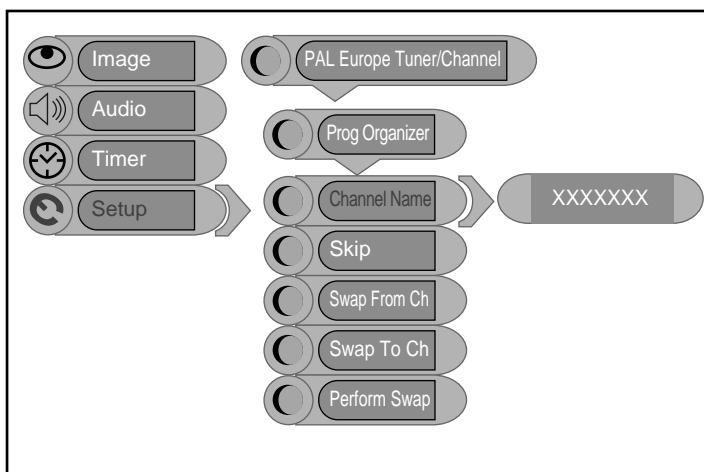 Image
Audio
Timer
Setup
PAL Europe Tuner/Channel
Prog Organizer
Channel Name
XXXXXXX
Skip
Swap From Ch
Swap To Ch
Perform Swap